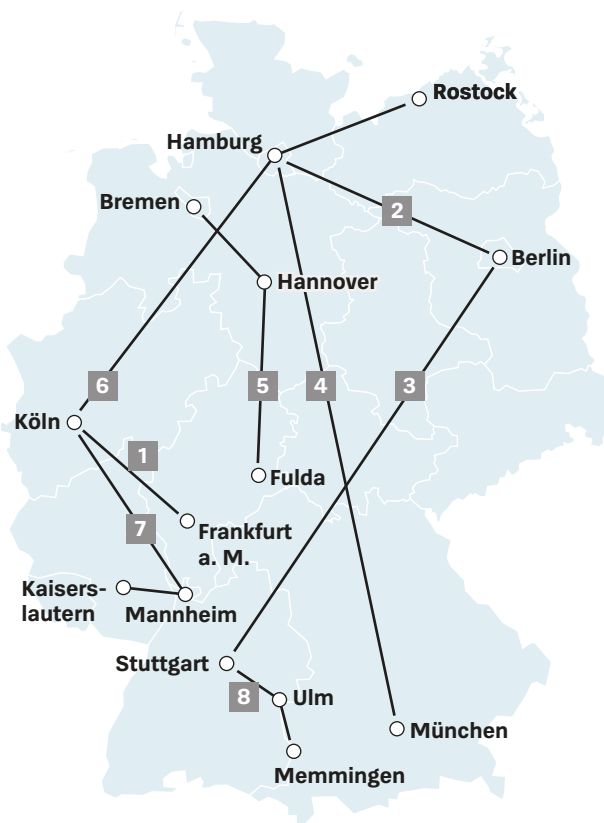 Rostock
Hamburg
Bremen
2
Berlin
Hannover
6
5
4
3
Köln
1
Fulda
7
Frankfurt
a. M.
Kaisers-
lautern
Mannheim
Stuttgart
8
Ulm
München
Memmingen